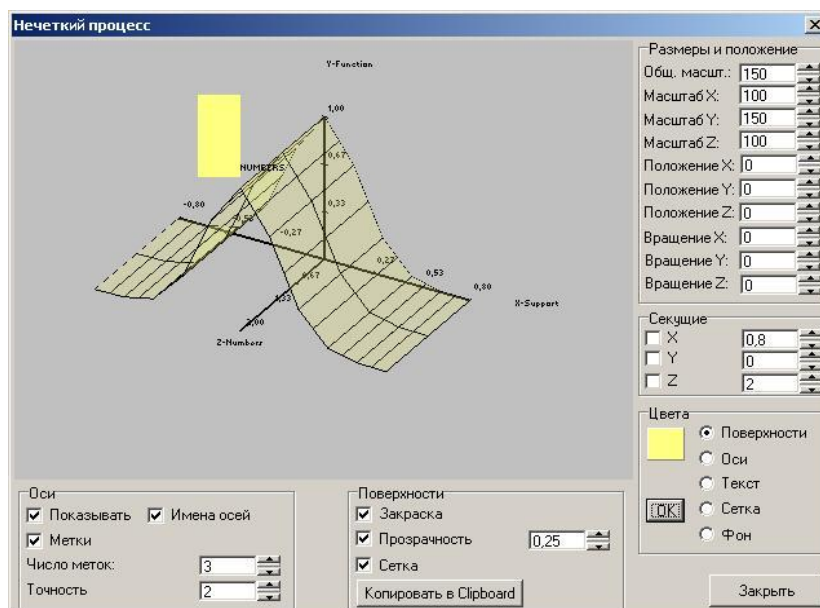 Нечеткий процесс
Y-Function
1,00
0,67
0,33
NUMBERS
-0,80
-0,53
-0,27
0,27
0,53
0,80
X-Support
0,67
1,33
2,00
Z-Numbers
Размеры и положение
Общ. масшт.: 150
Масштаб X: 100
Масштаб Y: 150
Масштаб Z: 100
Положение X: 0
Положение Y: 0
Положение Z: 0
Вращение X: 0
Вращение Y: 0
Вращение Z: 0
Секущие
X 0,8
Y 0
Z 2
Цвета
Поверхности
Оси
Текст
OK Сетка
Фон
Оси
Показывать Имена осей
Метки
Число меток: 3
Точность 2
Поверхности
Закраска
Прозрачность 0,25
Сетка
Копировать в Clipboard
Закрыть